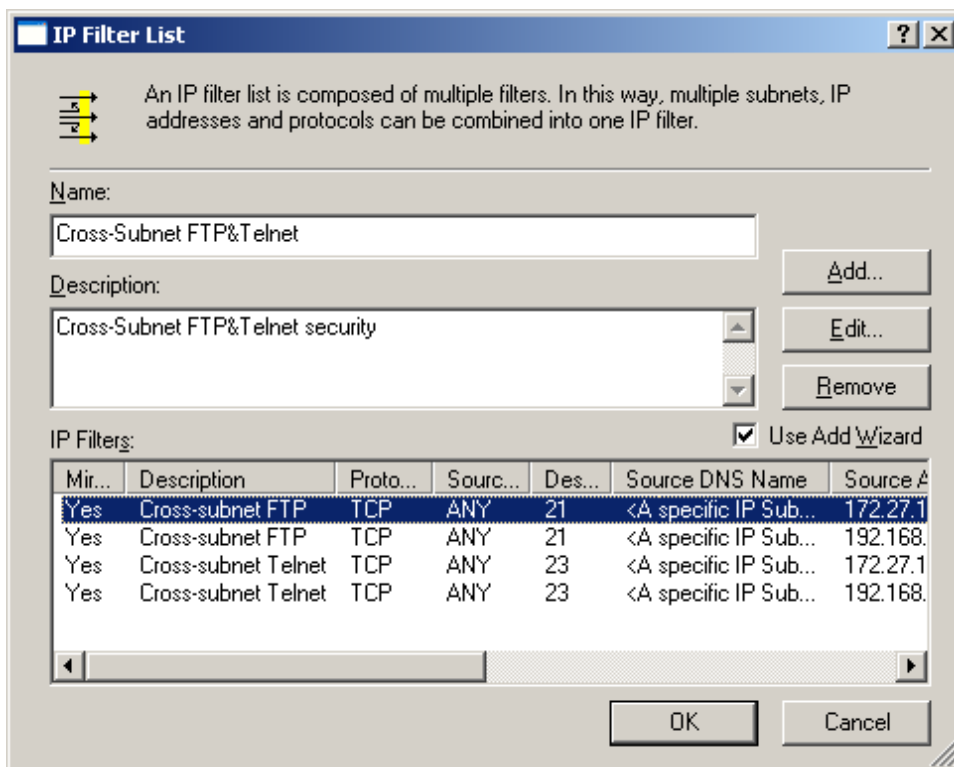 IP Filter List
An IP filter list is composed of multiple filters. In this way, multiple subnets, IP
addresses and protocols can be combined into one IP filter.
Name:
Cross-Subnet FTP&Telnet
Add...
Description:
Cross-Subnet FTP&Telnet security
Edit...
Remove
IP Filters:
Use Add Wizard
Mir... Description Proto... Sourc... Des... Source DNS Name Source A
Yes Cross-subnet FTP TCP ANY 21 <A specific IP Sub... 172.27.1
Yes Cross-subnet FTP TCP ANY 21 <A specific IP Sub... 192.168.
Yes Cross-subnet Telnet TCP ANY 23 <A specific IP Sub... 172.27.1
Yes Cross-subnet Telnet TCP ANY 23 <A specific IP Sub... 192.168.
OK
Cancel